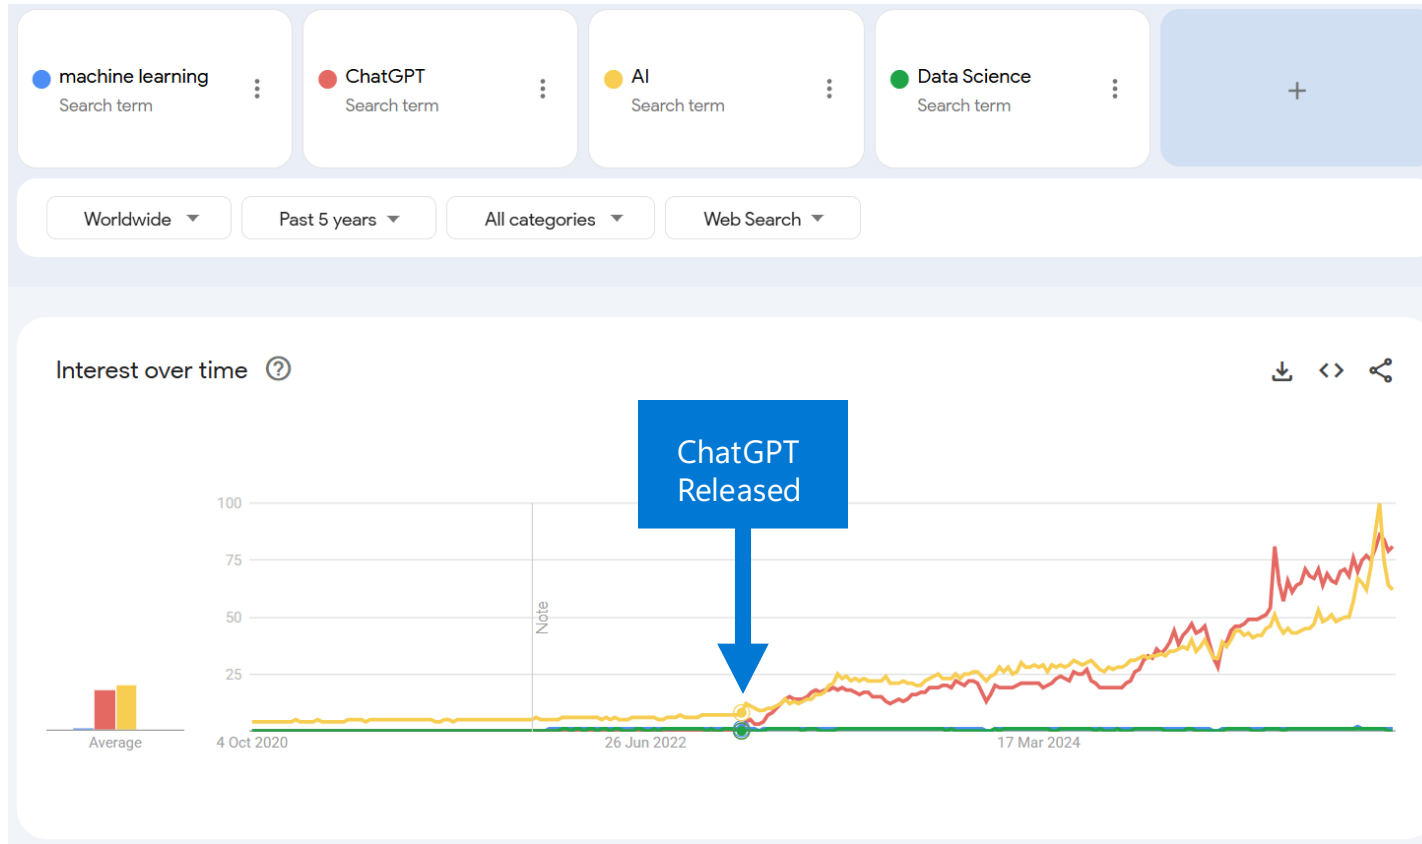 machine learning
Search term
ChatGPT
Search term
AI
Search term
Data Science
Search term
+
Worldwide
Past 5 years
All categories
Web Search
Interest over time
?
ChatGPT
Released
100
75
50
25
Note
Average
4 Oct 2020
26 Jun 2022
17 Mar 2024